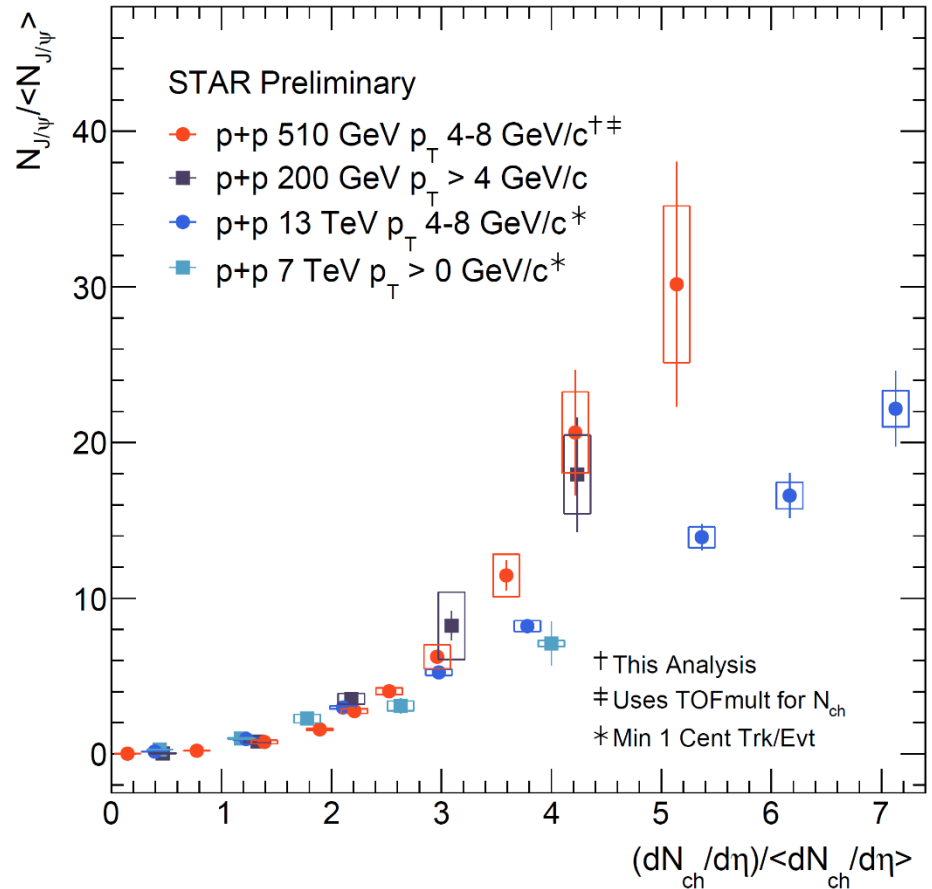 N_J/ψ/<N_J/ψ>
40
30
20
10
0
STAR Preliminary
p+p 510 GeV p_T 4-8 GeV/c†‡
p+p 200 GeV p_T > 4 GeV/c
p+p 13 TeV p_T 4-8 GeV/c*
p+p 7 TeV p_T > 0 GeV/c*
† This Analysis
‡ Uses TOFmult for N_ch
* Min 1 Cent Trk/Evt
0 1 2 3 4 5 6 7
(dN_ch/dη)/<dN_ch/dη>